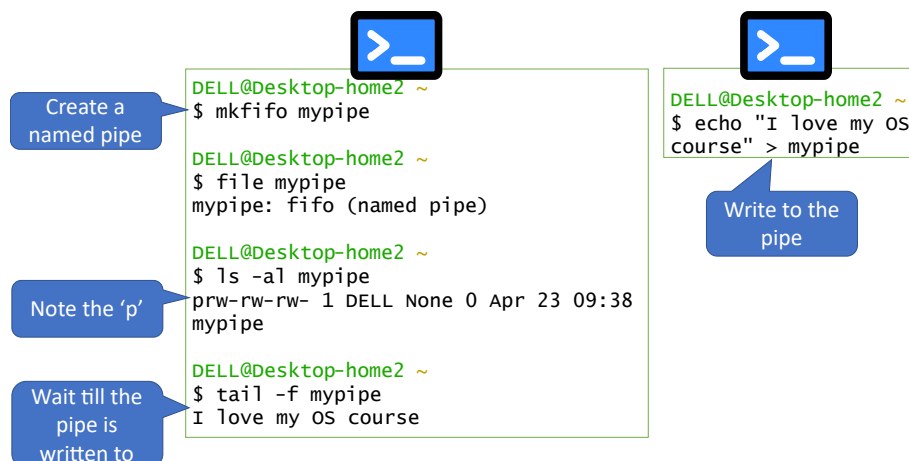 >_
DELL@Desktop-home2 ~
$ mkfifo mypipe
DELL@Desktop-home2 ~
$ file mypipe
mypipe: fifo (named pipe)
DELL@Desktop-home2 ~
$ ls -al mypipe
prw-rw-rw- 1 DELL None 0 Apr 23 09:38
mypipe
DELL@Desktop-home2 ~
$ tail -f mypipe
I love my OS course
Create a
named pipe
Note the ‘p’
Wait till the
pipe is
written to
>_
DELL@Desktop-home2 ~
$ echo "I love my OS
course" > mypipe
Write to the
pipe